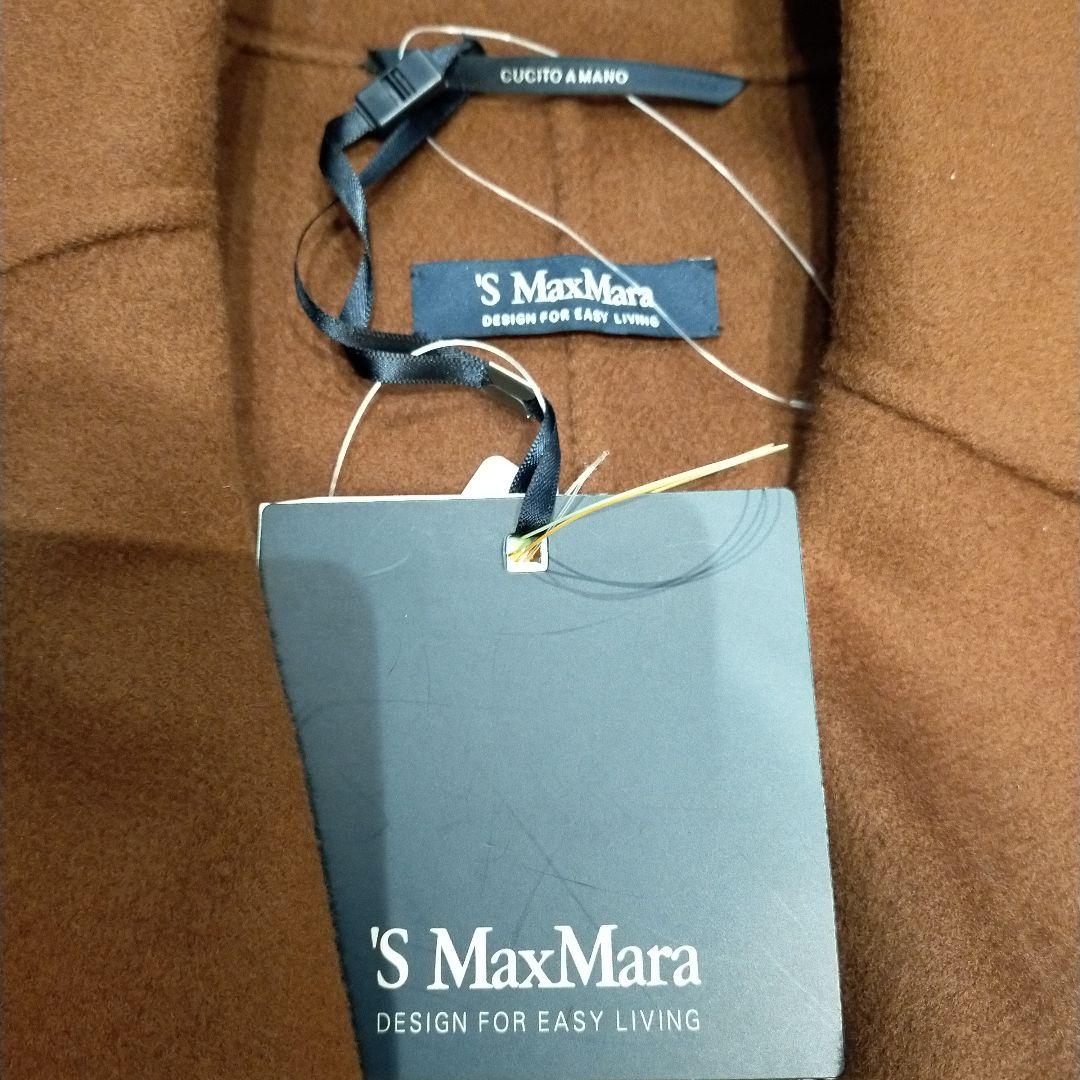 CUCITO A MANO
'S MaxMara
DESIGN FOR EASY LIVING
'S MaxMara
DESIGN FOR EASY LIVING